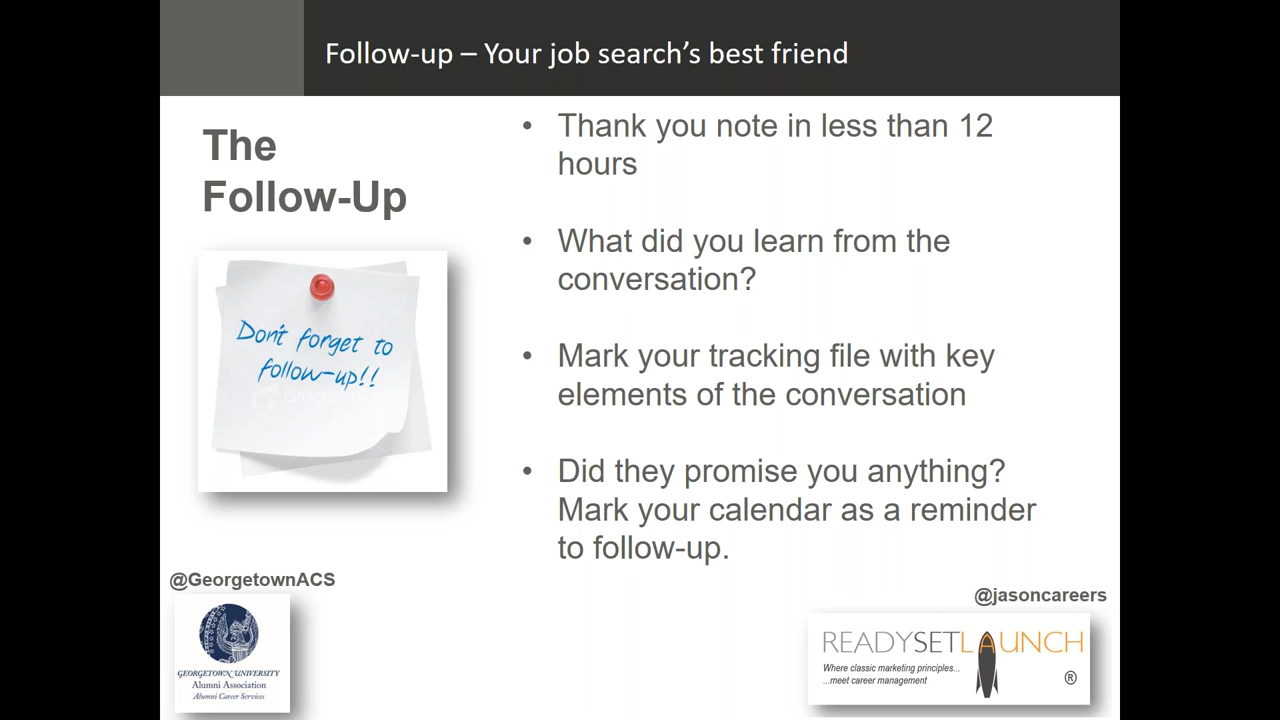 Follow-up – Your job search's best friend
The
Follow-Up
Don't forget to
follow-up!!
• Thank you note in less than 12
hours
• What did you learn from the
conversation?
• Mark your tracking file with key
elements of the conversation
• Did they promise you anything?
Mark your calendar as a reminder
to follow-up.
@GeorgetownACS
GEORGETOWN UNIVERSITY
Alumni Association
Alumni Career Services
@jasoncareers
READYSETLAUNCH
Where classic marketing principles...
...meet career management
®